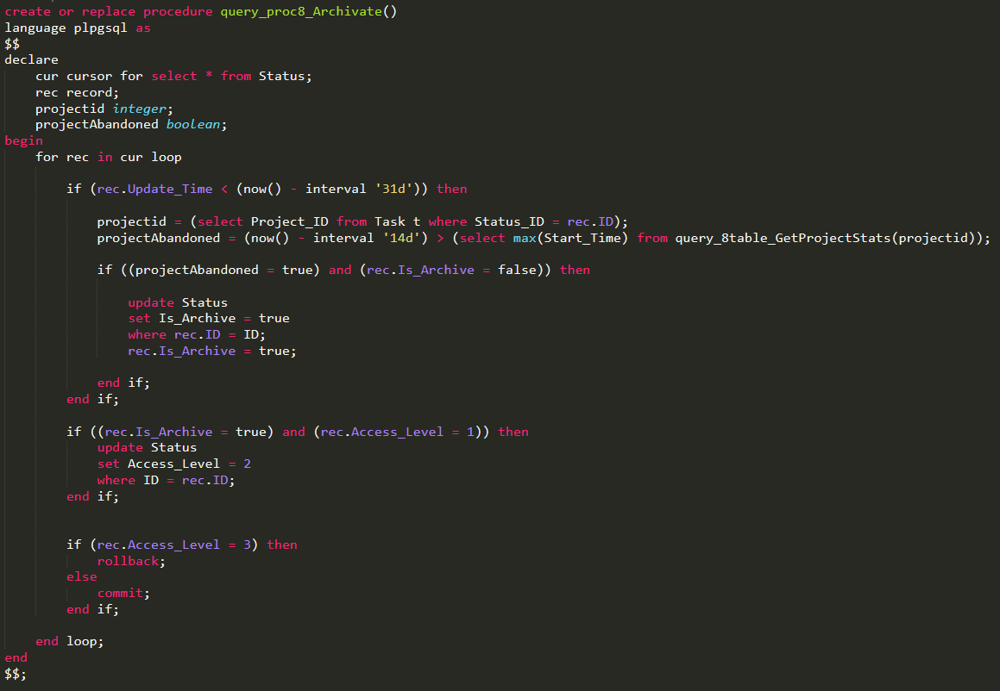 create or replace procedure query_proc8_Archivate()
language plpgsql as
$$
declare
    cur cursor for select * from Status;
    rec record;
    projectid integer;
    projectAbandoned boolean;
begin
    for rec in cur loop

        if (rec.Update_Time < (now() - interval '31d')) then

            projectid = (select Project_ID from Task t where Status_ID = rec.ID);
            projectAbandoned = (now() - interval '14d') > (select max(Start_Time) from query_8table_GetProjectStats(projectid));

            if ((projectAbandoned = true) and (rec.Is_Archive = false)) then

                update Status
                set Is_Archive = true
                where rec.ID = ID;
                rec.Is_Archive = true;

            end if;
        end if;

        if ((rec.Is_Archive = true) and (rec.Access_Level = 1)) then
            update Status
            set Access_Level = 2
            where ID = rec.ID;
        end if;


        if (rec.Access_Level = 3) then
            rollback;
        else
            commit;
        end if;

    end loop;
end
$$;